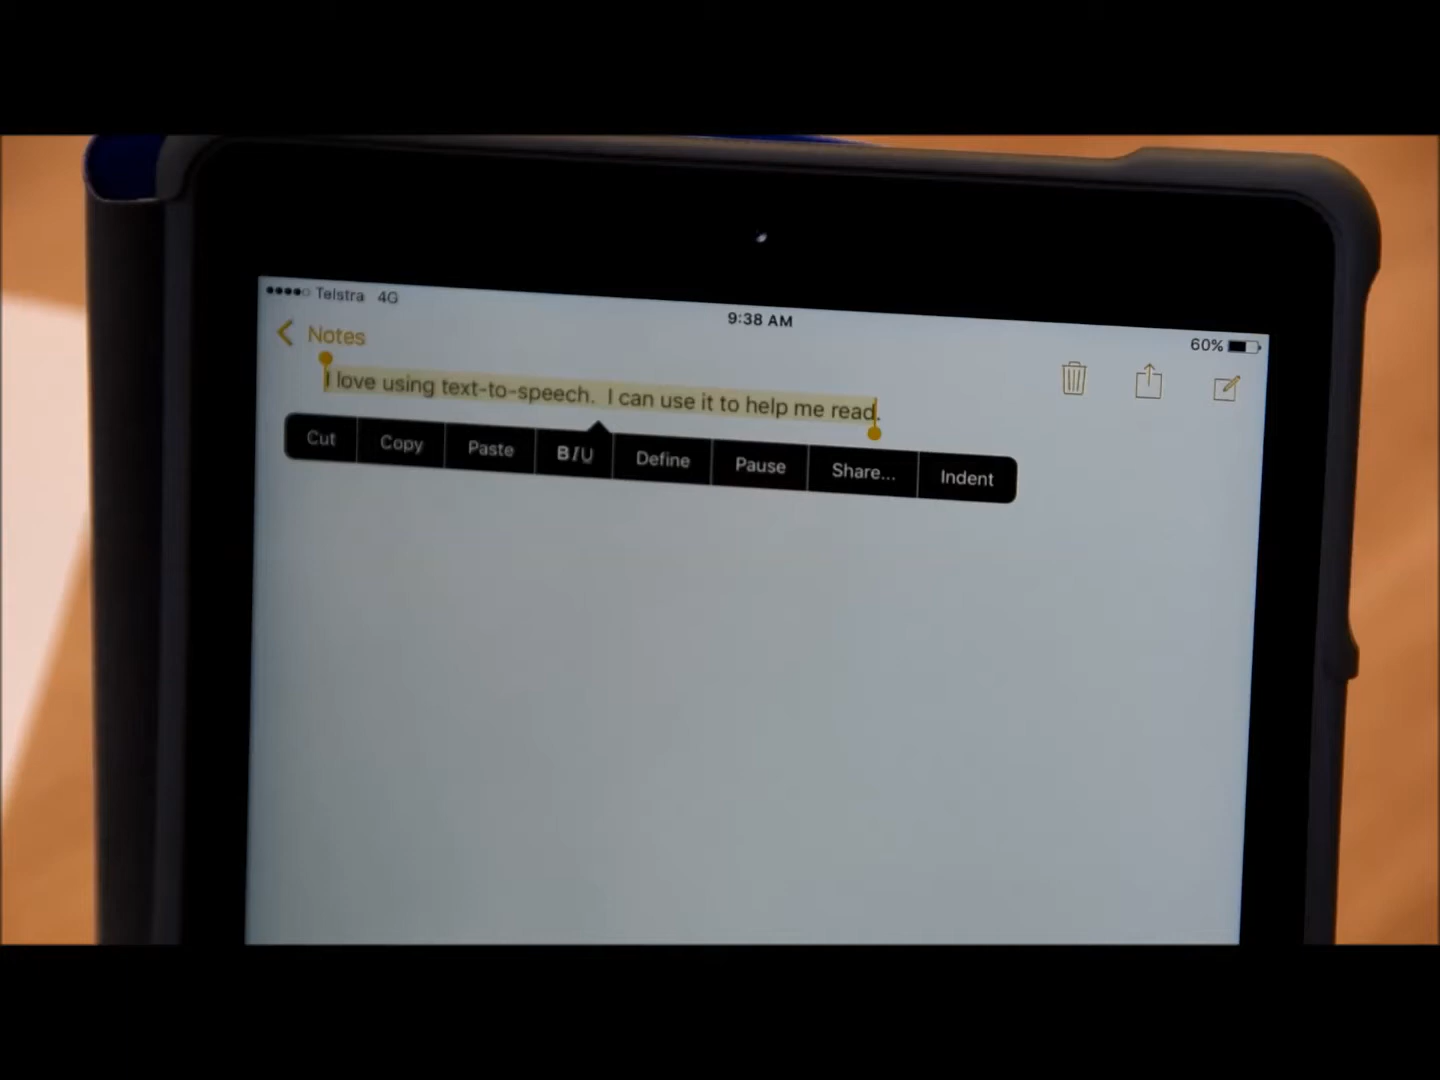 Telstra 4G
9:38 AM
60%
Notes
I love using text-to-speech.  I can use it to help me read.
Cut Copy Paste BIU Define Pause Share... Indent